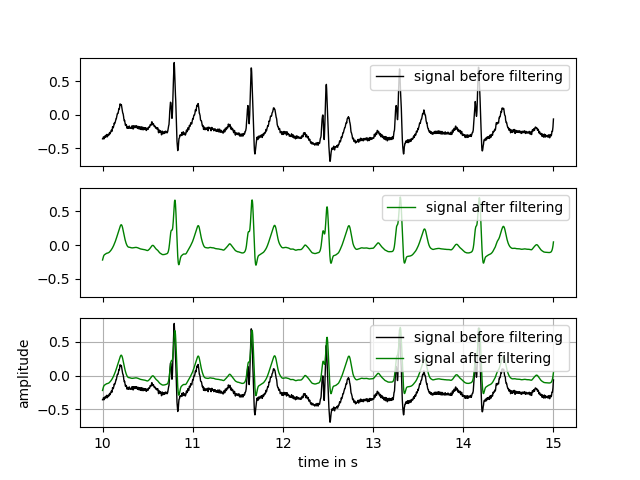 signal before filtering
0.5
0.0
−0.5
signal after filtering
0.5
0.0
−0.5
signal before filtering
signal after filtering
0.5
0.0
−0.5
amplitude
10 11 12 13 14 15
time in s